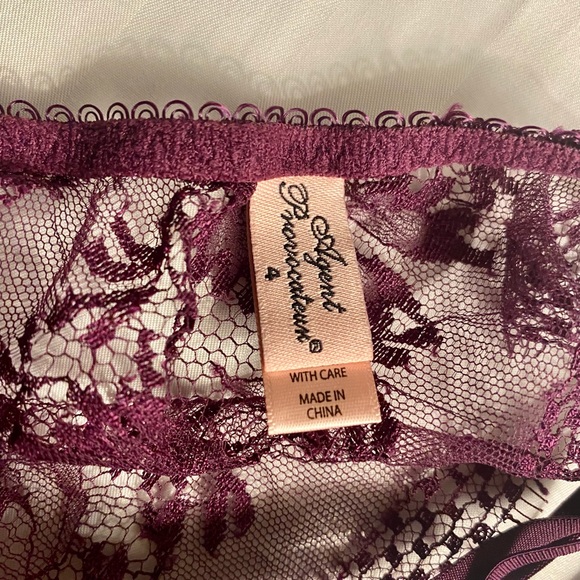 Agent
Provocateur®
4
WITH CARE
MADE IN
CHINA